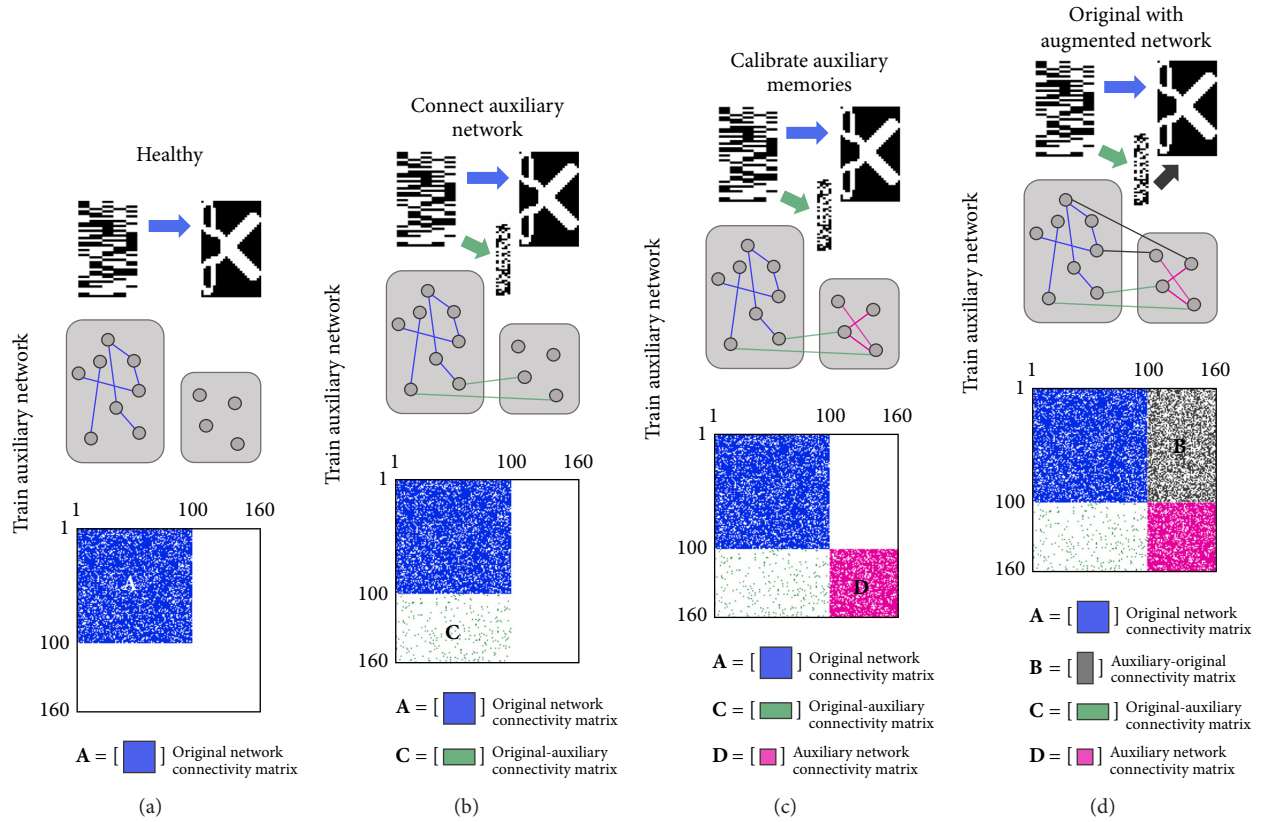 Healthy
Train auxiliary network
1
100
160
1
A
100
160
A = [ ] Original network
connectivity matrix
(a)
Connect auxiliary
network
Train auxiliary network
1
100
160
1
100
C
160
A = [ ] Original network
connectivity matrix
C = [ ] Original-auxiliary
connectivity matrix
(b)
Calibrate auxiliary
memories
Train auxiliary network
1
100
160
1
100
D
160
A = [ ] Original network
connectivity matrix
C = [ ] Original-auxiliary
connectivity matrix
D = [ ] Auxiliary network
connectivity matrix
(c)
Original with
augmented network
Train auxiliary network
1
100
160
1
B
100
160
A = [ ] Original network
connectivity matrix
B = [ ] Auxiliary-original
connectivity matrix
C = [ ] Original-auxiliary
connectivity matrix
D = [ ] Auxiliary network
connectivity matrix
(d)